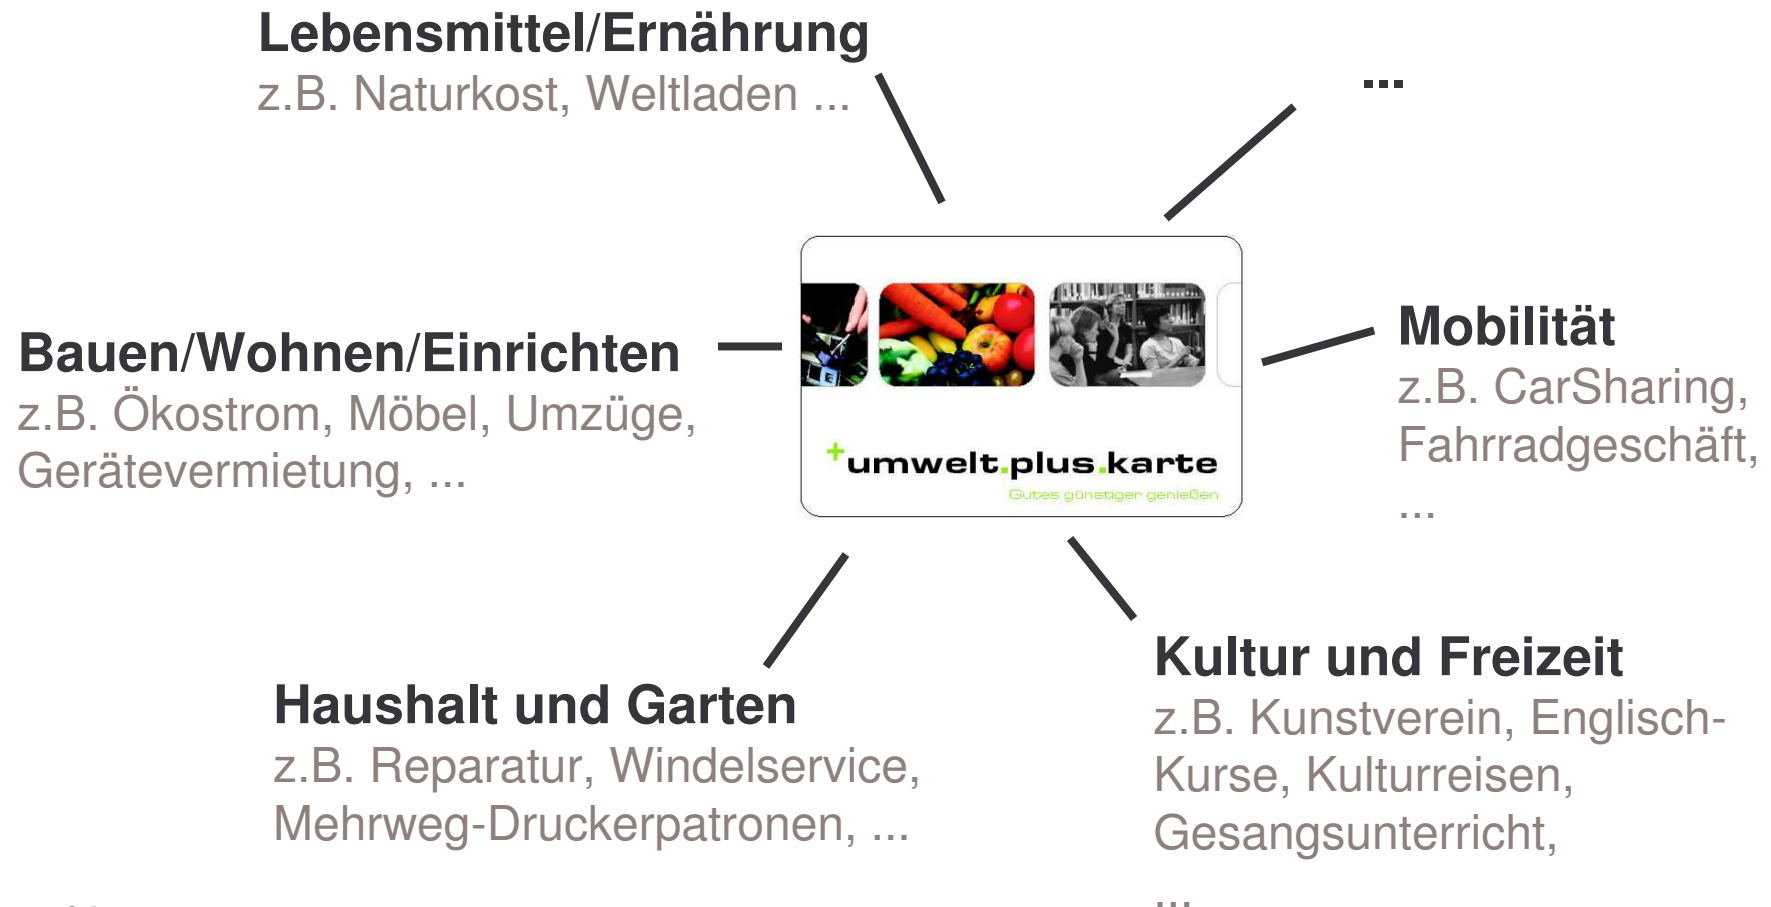 Lebensmittel/Ernährung
z.B. Naturkost, Weltladen ...
...
Bauen/Wohnen/Einrichten
z.B. Ökostrom, Möbel, Umzüge,
Gerätevermietung, ...
+umwelt.plus.karte
Gutes günstiger genießen
Mobilität
z.B. CarSharing,
Fahrradgeschäft,
...
Haushalt und Garten
z.B. Reparatur, Windelservice,
Mehrweg-Druckerpatronen, ...
Kultur und Freizeit
z.B. Kunstverein, Englisch-
Kurse, Kulturreisen,
Gesangsunterricht,
...